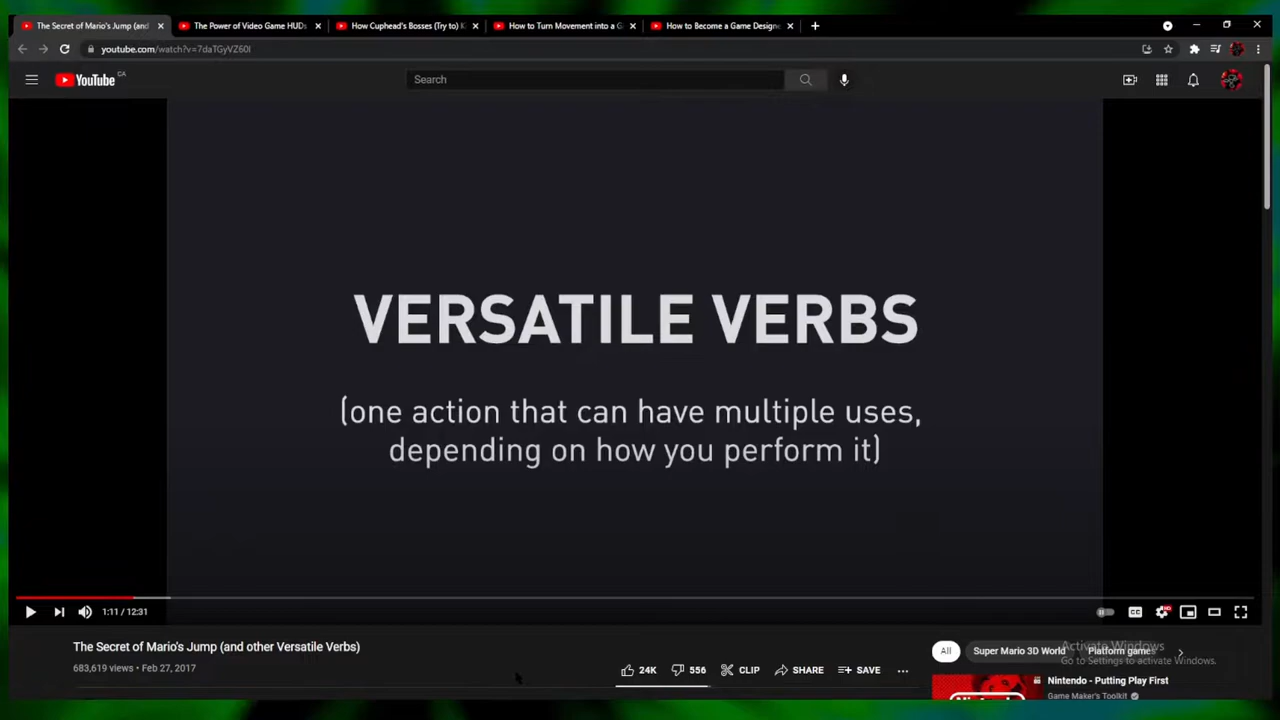 The Secret of Mario's Jump (and
The Power of Video Game HUDs
How Cuphead's Bosses (Try to) K
How to Turn Movement into a G
How to Become a Game Designe
youtube.com/watch?v=7daTGyVZ60I
YouTube CA
Search
VERSATILE VERBS
(one action that can have multiple uses,
depending on how you perform it)
1:11 / 12:31
HD
The Secret of Mario's Jump (and other Versatile Verbs)
683,619 views • Feb 27, 2017
24K
556
CLIP
SHARE
SAVE
All
Super Mario 3D World
Platform game
Activate Windows
Go to Settings to activate Windows.
Nintendo - Putting Play First
Game Maker's Toolkit